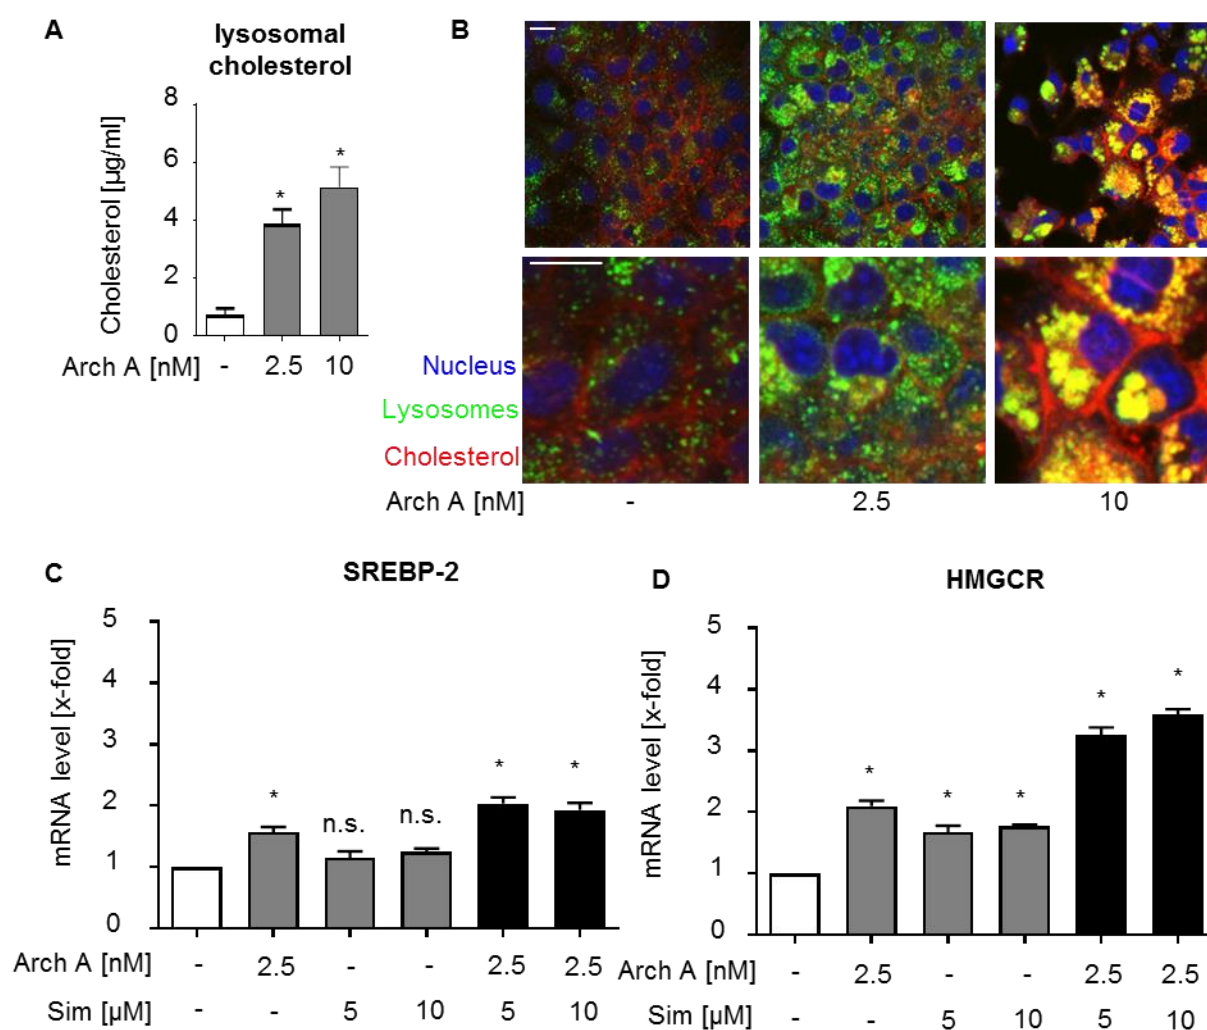 A
lysosomal
cholesterol
Cholesterol [µg/ml]
8
6
4
2
0
*
*
Arch A [nM] - 2.5 10
B
Nucleus
Lysosomes
Cholesterol
Arch A [nM] - 2.5 10
C
SREBP-2
mRNA level [x-fold]
5
4
3
2
1
0
* n.s. n.s. * *
Arch A [nM] - 2.5 - - 2.5 2.5
Sim [µM] - - 5 10 5 10
D
HMGCR
mRNA level [x-fold]
5
4
3
2
1
0
* * * * *
Arch A [nM] - 2.5 - - 2.5 2.5
Sim [µM] - - 5 10 5 10